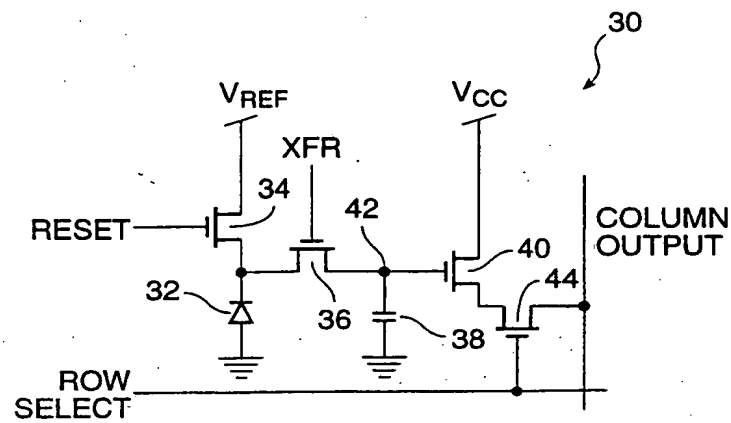 30
VREF
VCC
XFR
34
RESET
42
40
COLUMN
OUTPUT
44
32
36
38
ROW
SELECT